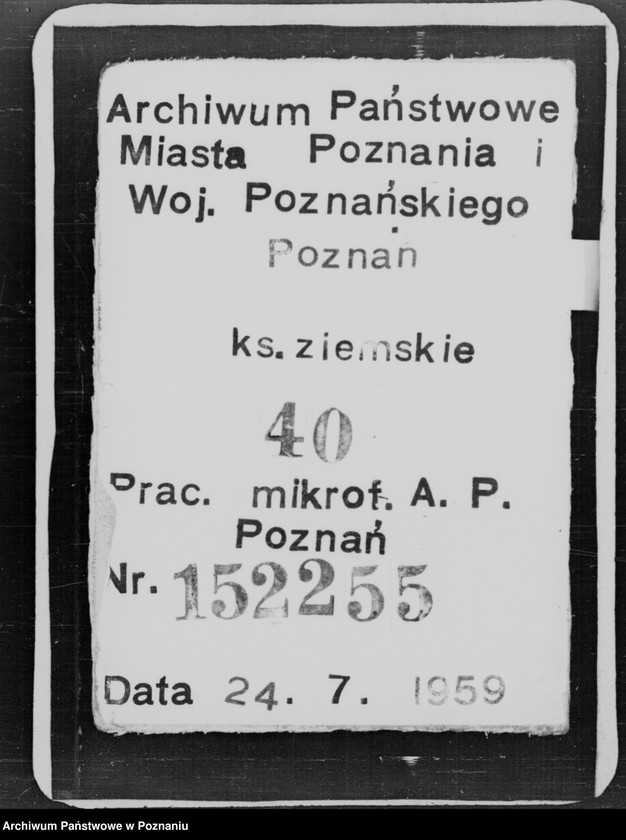 Archiwum Państwowe
Miasta Poznania i
Woj. Poznańskiego
Poznań
ks. ziemskie
40
Prac. mikrof. A. P.
Poznań
Nr. 152255
Data 24. 7. 1959
Archiwum Państwowe w Poznaniu